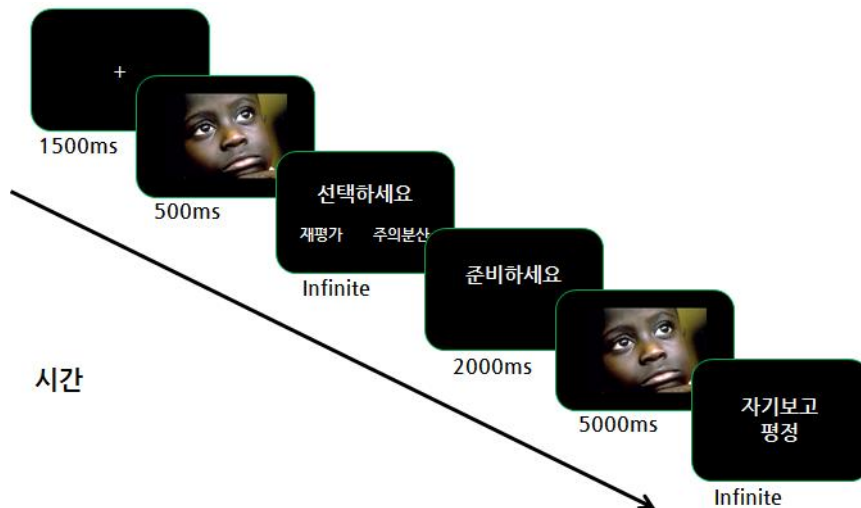 +
1500ms
500ms
선택하세요
재평가 주의분산
Infinite
준비하세요
2000ms
5000ms
자기보고
평정
Infinite
시간